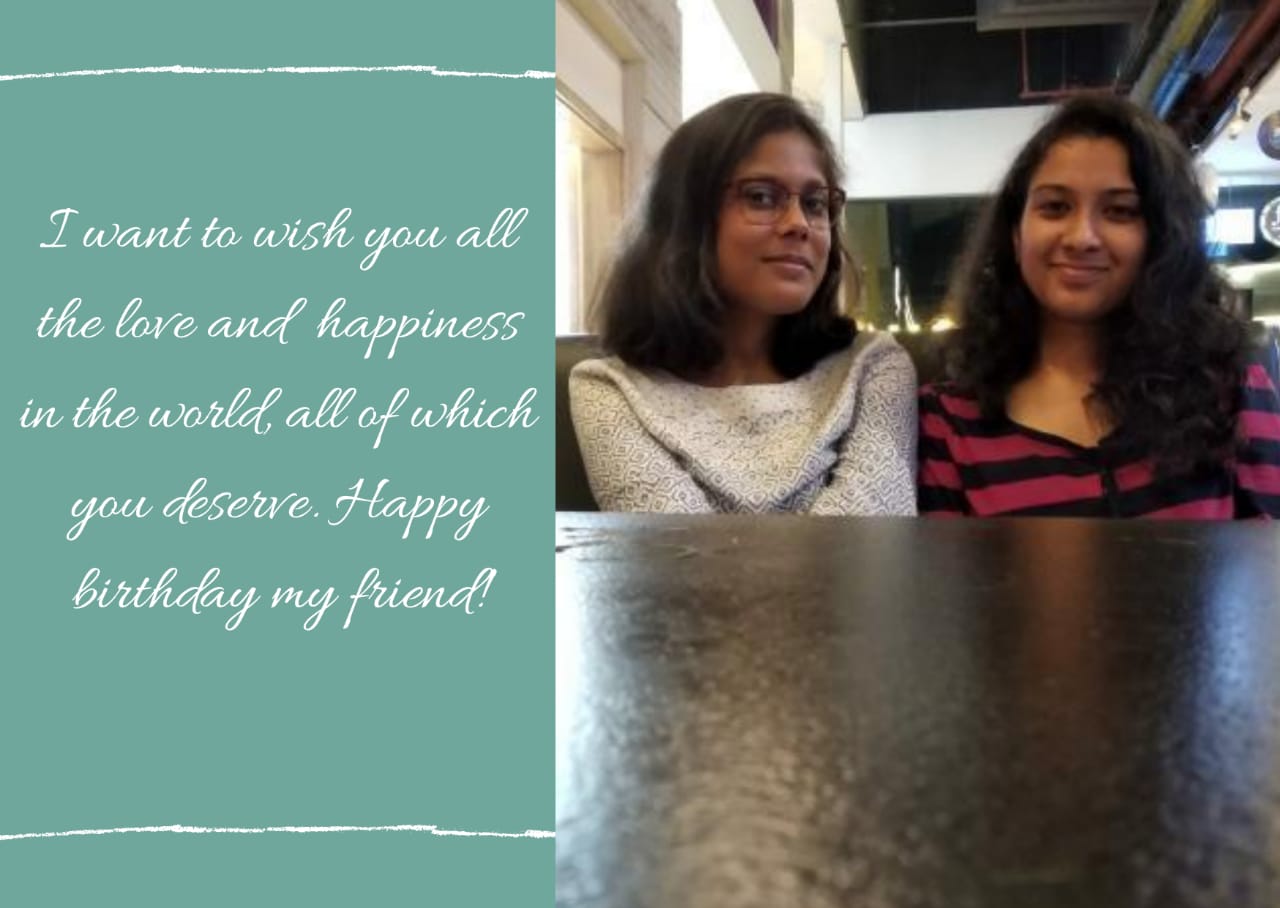 I want to wish you all
the love and happiness
in the world, all of which
you deserve. Happy
birthday my friend!